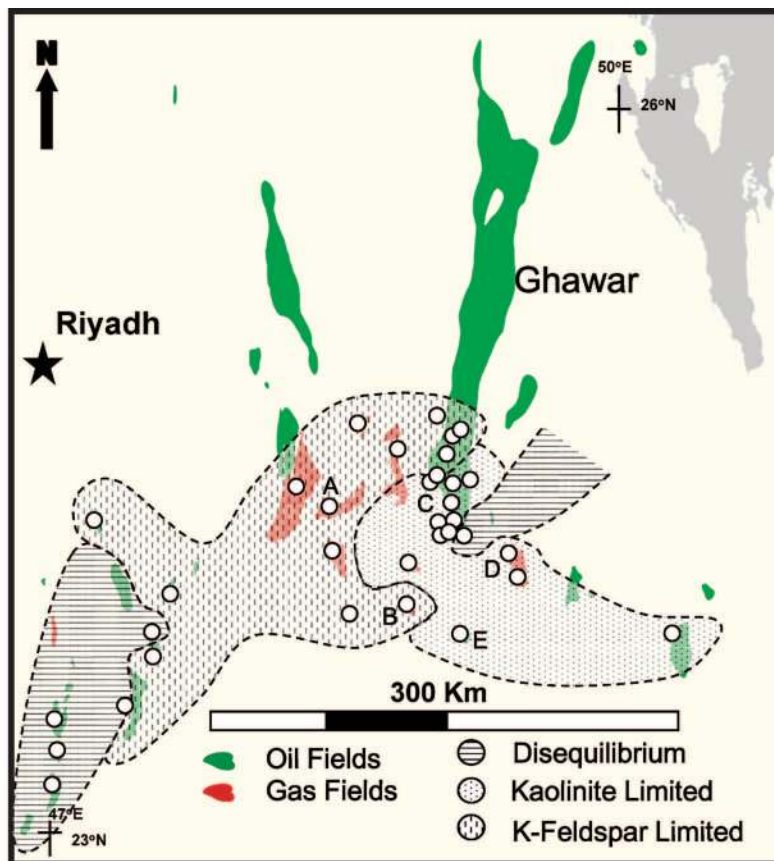 N
50°E
26°N
Ghawar
Riyadh
A
C
D
B
E
300 Km
Oil Fields
Gas Fields
Disequilibrium
Kaolinite Limited
K-Feldspar Limited
47°E
23°N